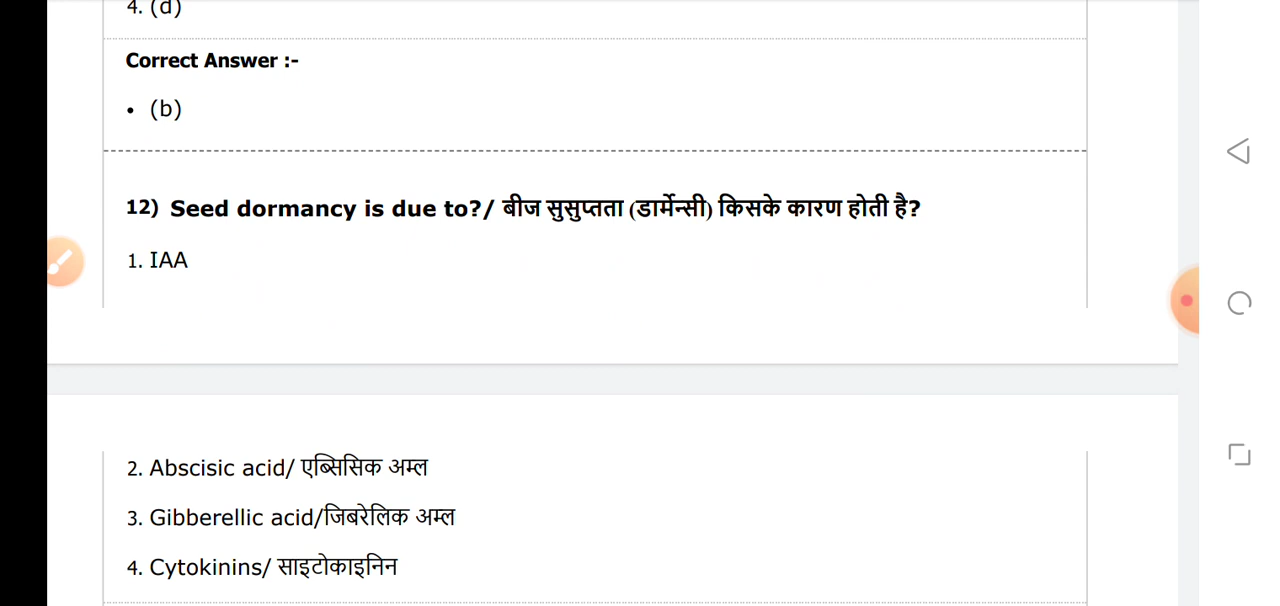 4. (d)
Correct Answer :-
• (b)
12) Seed dormancy is due to?/ बीज सुसुप्तता (डार्मेन्सी) किसके कारण होती है?
1. IAA
2. Abscisic acid/ एब्सिसिक अम्ल
3. Gibberellic acid/जिबरेलिक अम्ल
4. Cytokinins/ साइटोकाइनिन